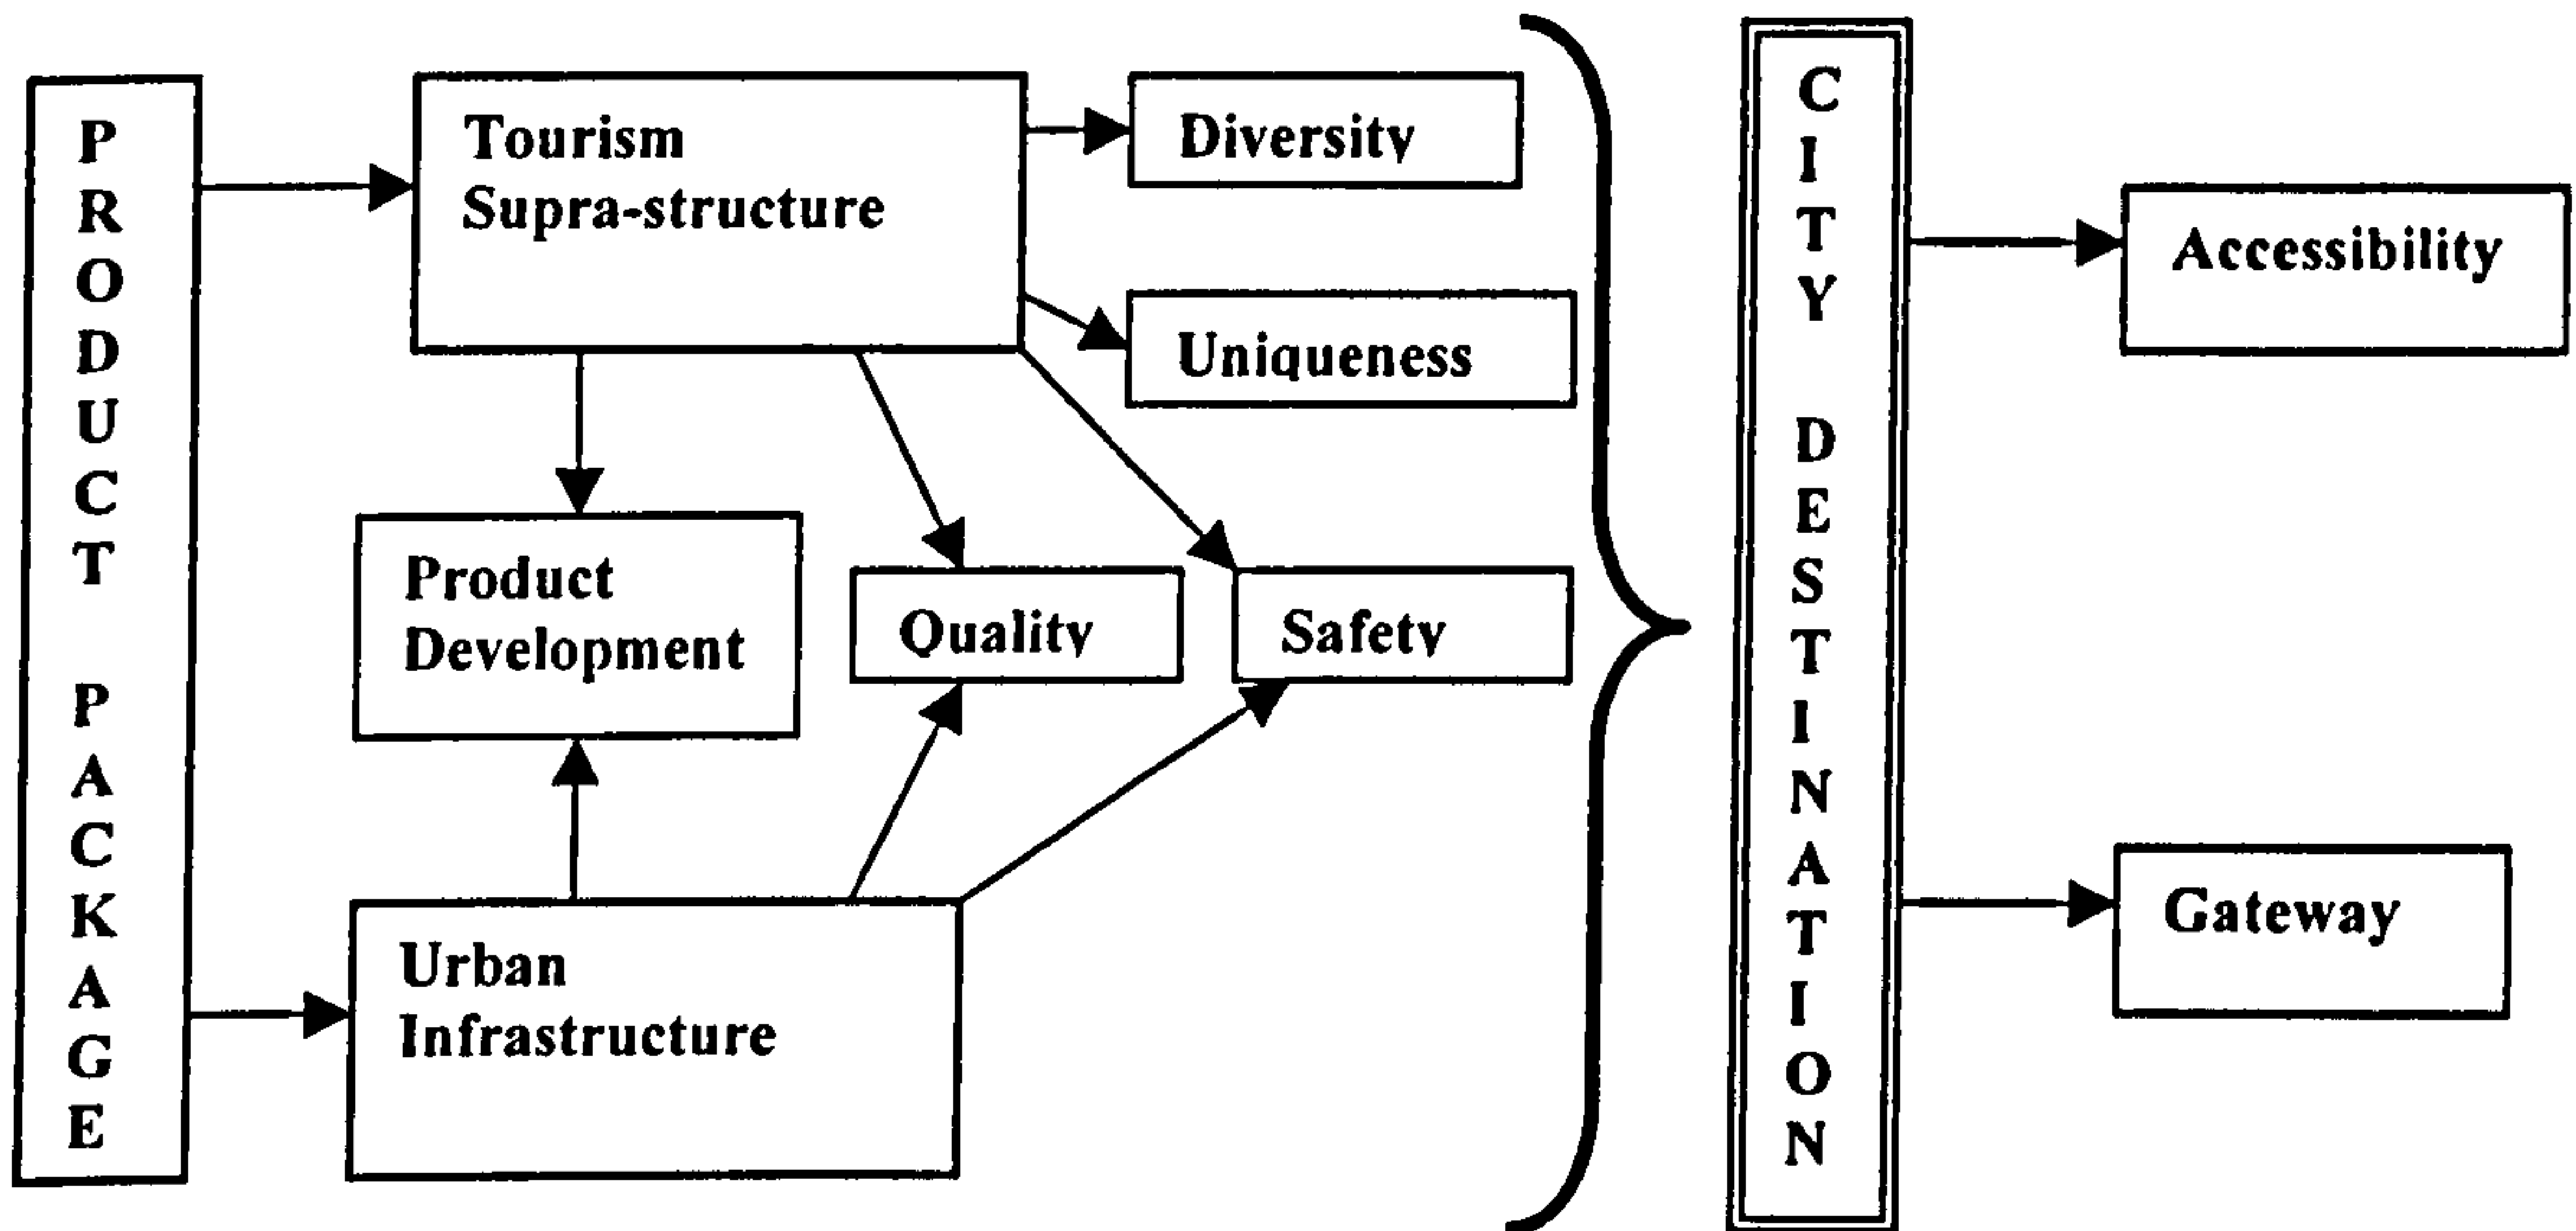 PRODUCT PACKAGE
Tourism
Supra-structure
Diversity
Uniqueness
Product
Development
Quality
Safety
Urban
Infrastructure
CITY DESTINATION
Accessibility
Gateway